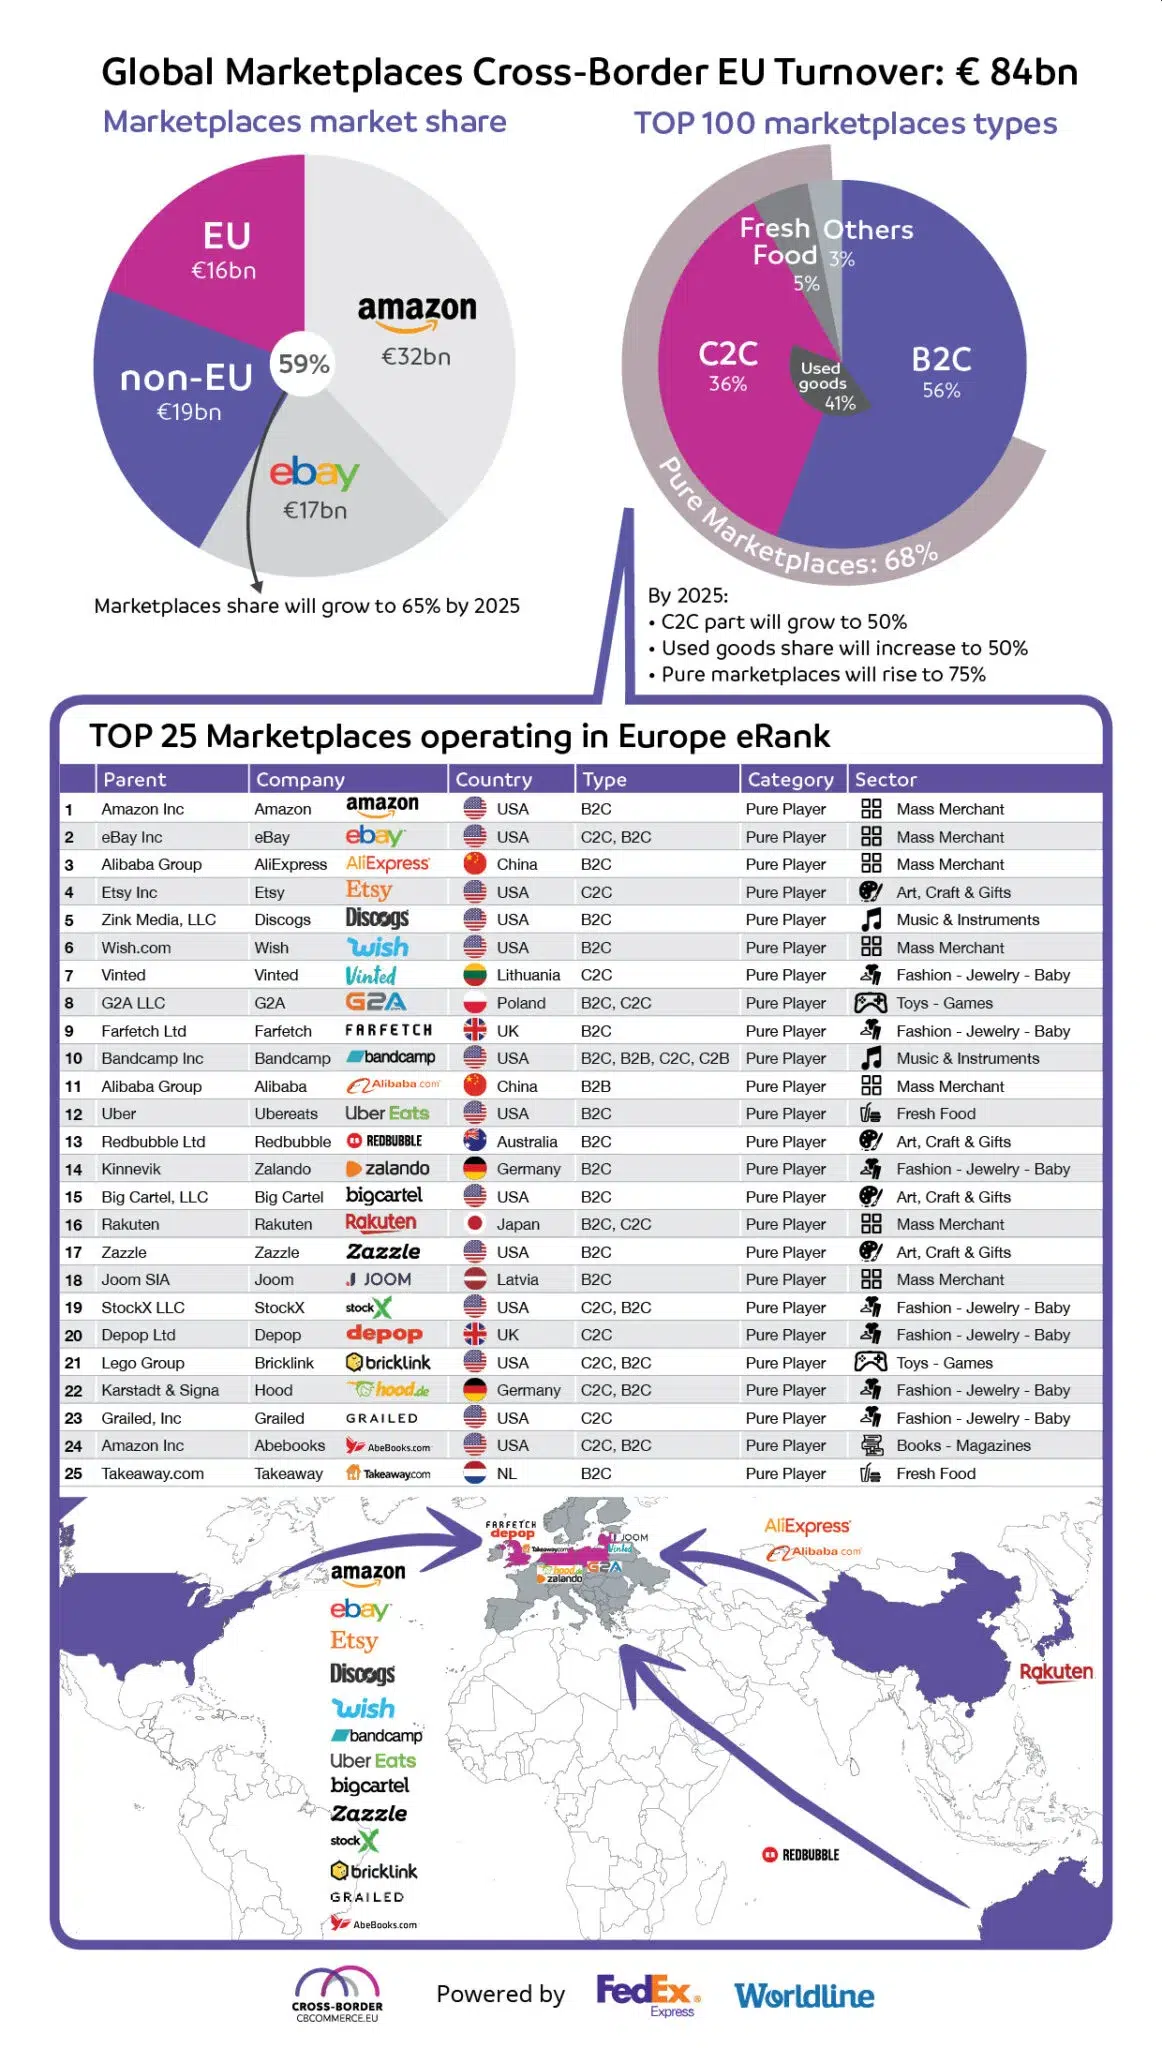 Global Marketplaces Cross-Border EU Turnover: € 84bn
Marketplaces market share
EU
€16bn
amazon
€32bn
non-EU
€19bn
59%
ebay
€17bn
Marketplaces share will grow to 65% by 2025
TOP 100 marketplaces types
Fresh Food
5%
Others
3%
C2C
36%
B2C
56%
Used goods
41%
Pure Marketplaces: 68%
By 2025:
• C2C part will grow to 50%
• Used goods share will increase to 50%
• Pure marketplaces will rise to 75%
TOP 25 Marketplaces operating in Europe eRank
Parent Company Country Type Category Sector
1 Amazon Inc Amazon amazon USA B2C Pure Player Mass Merchant
2 eBay Inc eBay ebay USA C2C, B2C Pure Player Mass Merchant
3 Alibaba Group AliExpress AliExpress China B2C Pure Player Mass Merchant
4 Etsy Inc Etsy Etsy USA C2C Pure Player Art, Craft & Gifts
5 Zink Media, LLC Discogs Discogs USA B2C Pure Player Music & Instruments
6 Wish.com Wish wish USA B2C Pure Player Mass Merchant
7 Vinted Vinted Vinted Lithuania C2C Pure Player Fashion - Jewelry - Baby
8 G2A LLC G2A G2A Poland B2C, C2C Pure Player Toys - Games
9 Farfetch Ltd Farfetch FARFETCH UK B2C Pure Player Fashion - Jewelry - Baby
10 Bandcamp Inc Bandcamp bandcamp USA B2C, B2B, C2C, C2B Pure Player Music & Instruments
11 Alibaba Group Alibaba Alibaba.com China B2B Pure Player Mass Merchant
12 Uber Ubereats Uber Eats USA B2C Pure Player Fresh Food
13 Redbubble Ltd Redbubble REDBUBBLE Australia B2C Pure Player Art, Craft & Gifts
14 Kinnevik Zalando zalando Germany B2C Pure Player Fashion - Jewelry - Baby
15 Big Cartel, LLC Big Cartel bigcartel USA B2C Pure Player Art, Craft & Gifts
16 Rakuten Rakuten Rakuten Japan B2C, C2C Pure Player Mass Merchant
17 Zazzle Zazzle Zazzle USA B2C Pure Player Art, Craft & Gifts
18 Joom SIA Joom JOOM Latvia B2C Pure Player Mass Merchant
19 StockX LLC StockX stockX USA C2C, B2C Pure Player Fashion - Jewelry - Baby
20 Depop Ltd Depop depop UK C2C Pure Player Fashion - Jewelry - Baby
21 Lego Group Bricklink bricklink USA C2C, B2C Pure Player Toys - Games
22 Karstadt & Signa Hood hood.de Germany C2C, B2C Pure Player Fashion - Jewelry - Baby
23 Grailed, Inc Grailed GRAILED USA C2C Pure Player Fashion - Jewelry - Baby
24 Amazon Inc Abebooks AbeBooks.com USA C2C, B2C Pure Player Books - Magazines
25 Takeaway.com Takeaway Takeaway.com NL B2C Pure Player Fresh Food
FARFETCH
depop
Takeaway.com
JOOM
Vinted
hood.de
G2A
zalando
AliExpress
Alibaba.com
Rakuten
amazon
ebay
Etsy
Discogs
wish
bandcamp
Uber Eats
bigcartel
Zazzle
stockX
bricklink
GRAILED
AbeBooks.com
REDBUBBLE
CROSS-BORDER
CBCOMMERCE.EU
Powered by
FedEx
Express
Worldline